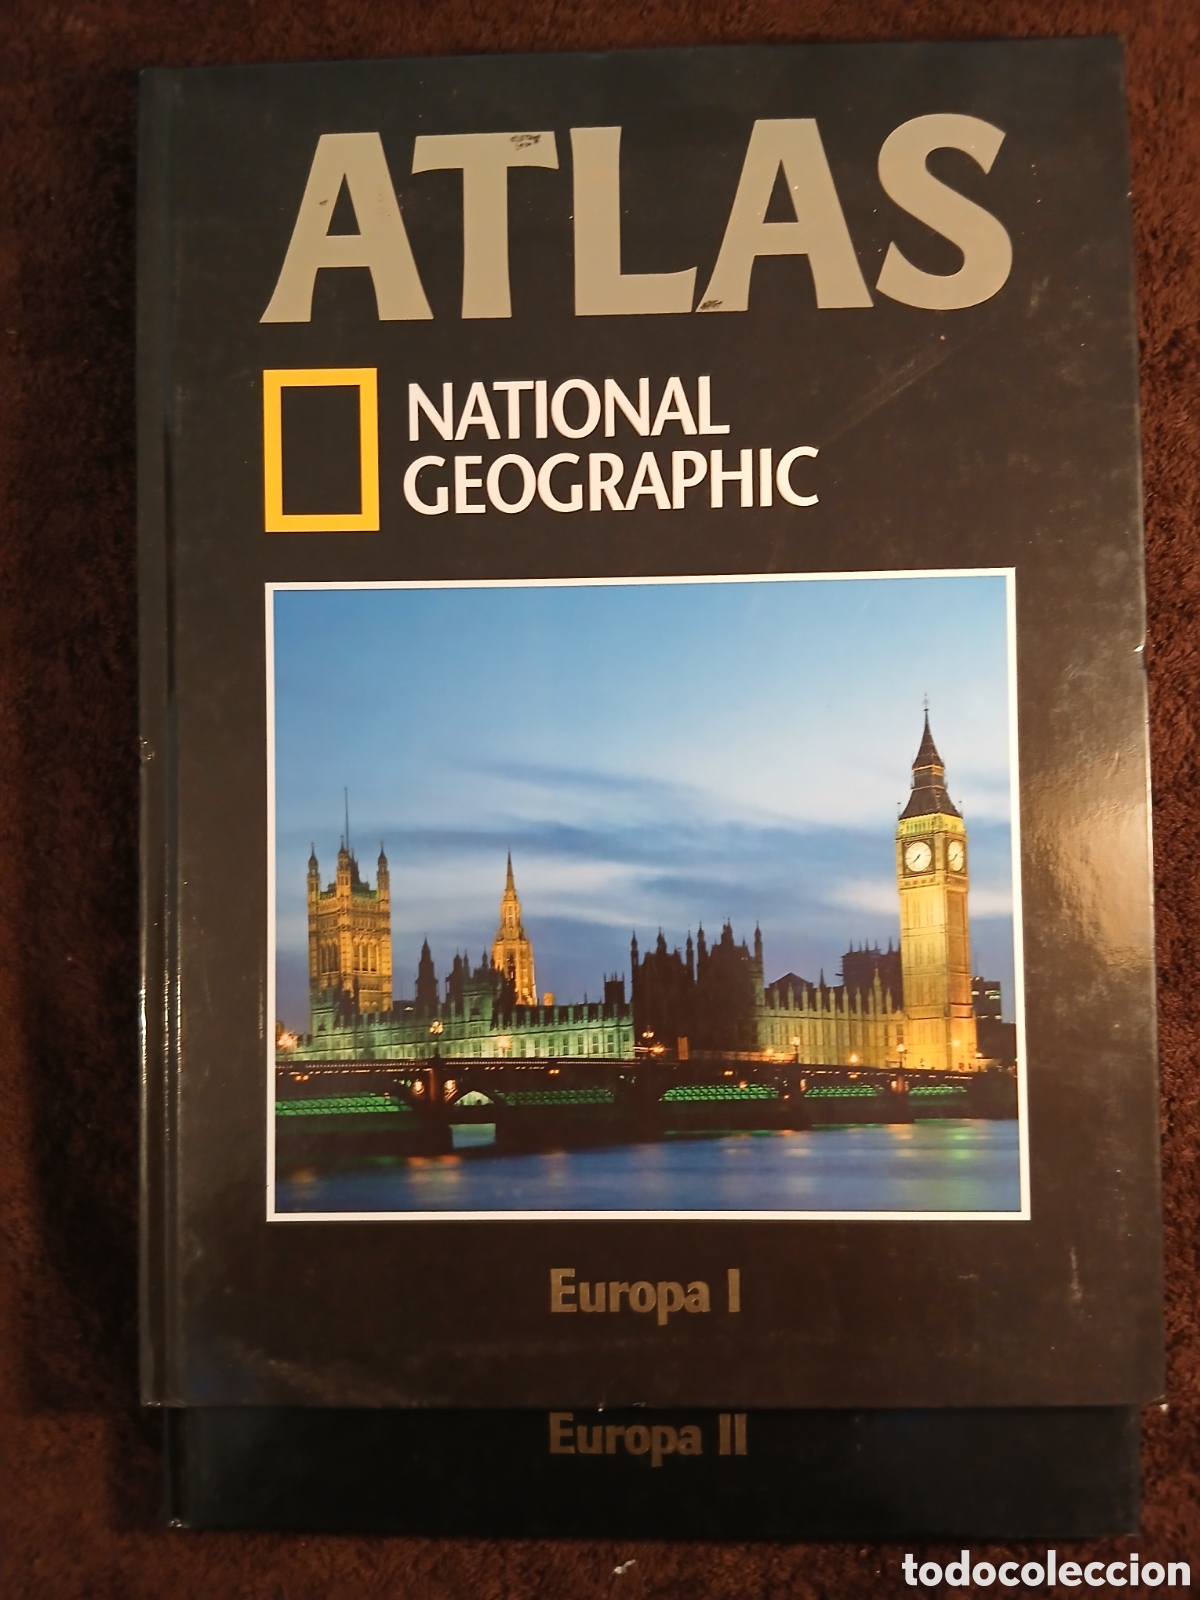 ATLAS
NATIONAL
GEOGRAPHIC
Europa I
Europa II
todocoleccion